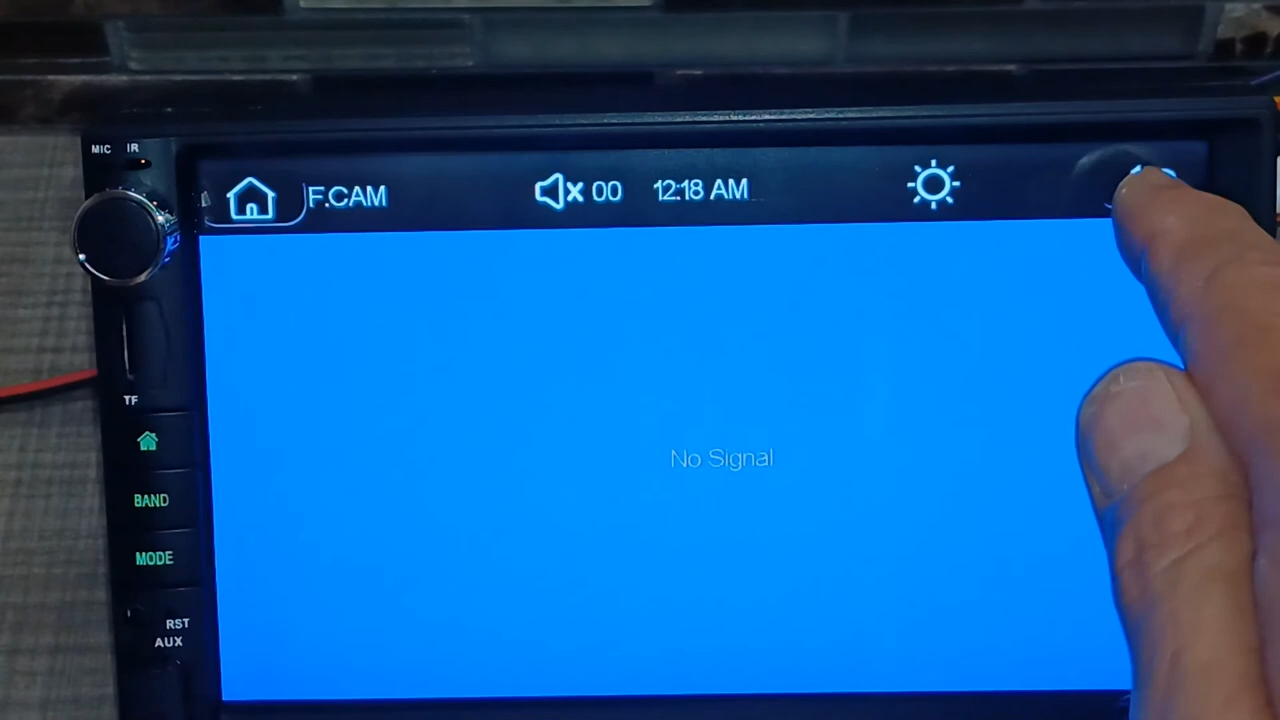 MIC IR
F.CAM 00 12:18 AM
TF
No Signal
BAND
MODE
RST
AUX